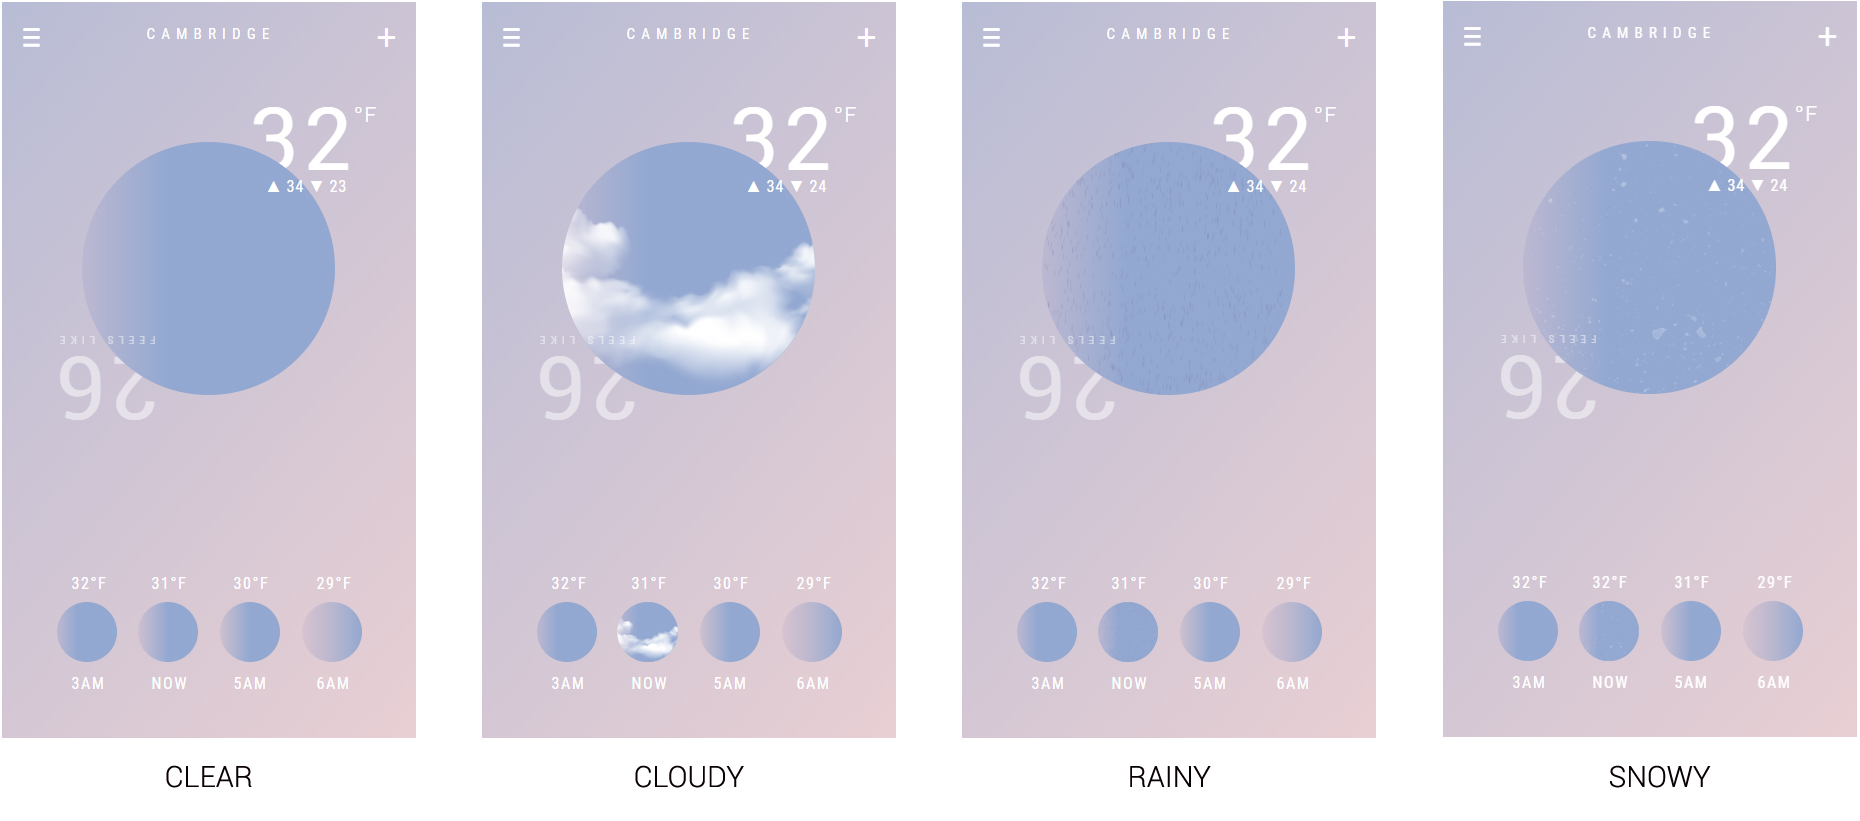 CAMBRIDGE
32 °F
▲ 34 ▼ 23
FEELS LIKE
26
32°F 31°F 30°F 29°F
3AM NOW 5AM 6AM
CLEAR
CAMBRIDGE
32 °F
▲ 34 ▼ 24
FEELS LIKE
26
32°F 31°F 30°F 29°F
3AM NOW 5AM 6AM
CLOUDY
CAMBRIDGE
32 °F
▲ 34 ▼ 24
FEELS LIKE
26
32°F 31°F 30°F 29°F
3AM NOW 5AM 6AM
RAINY
CAMBRIDGE
32 °F
▲ 34 ▼ 24
FEELS LIKE
26
32°F 32°F 31°F 29°F
3AM NOW 5AM 6AM
SNOWY